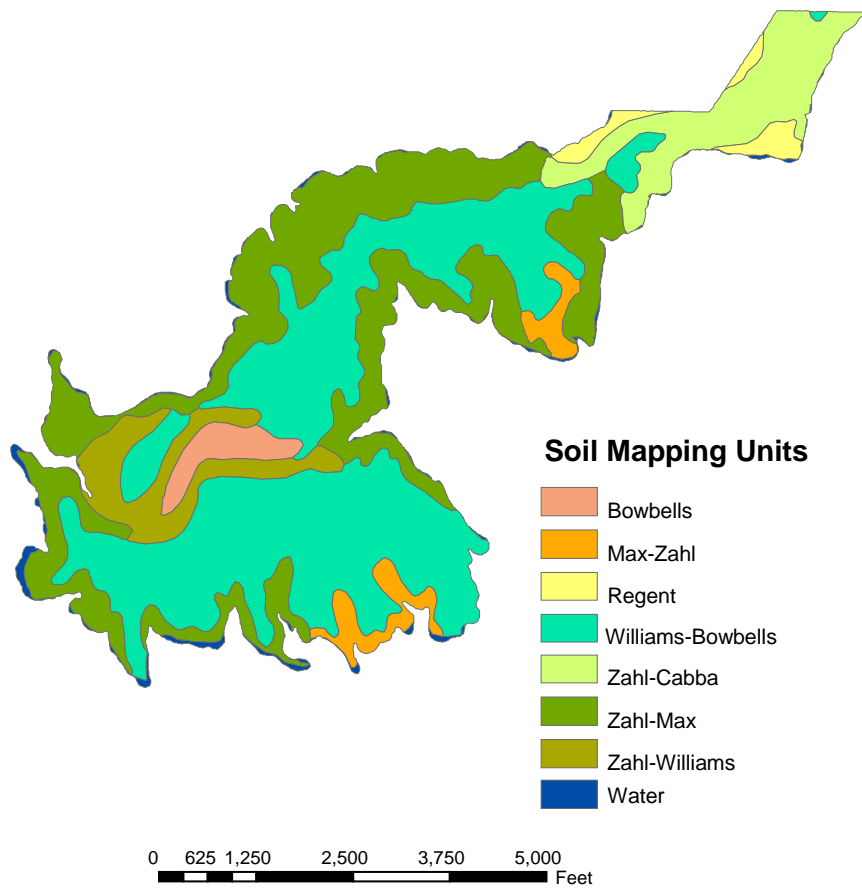 Soil Mapping Units
Bowbells
Max-Zahl
Regent
Williams-Bowbells
Zahl-Cabba
Zahl-Max
Zahl-Williams
Water
0 625 1,250 2,500 3,750 5,000
Feet